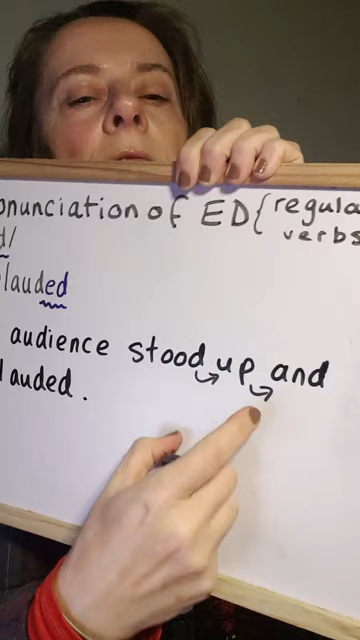 onunciation of ED{regula
verbs
d/
lauded
audience stood up and
lauded.